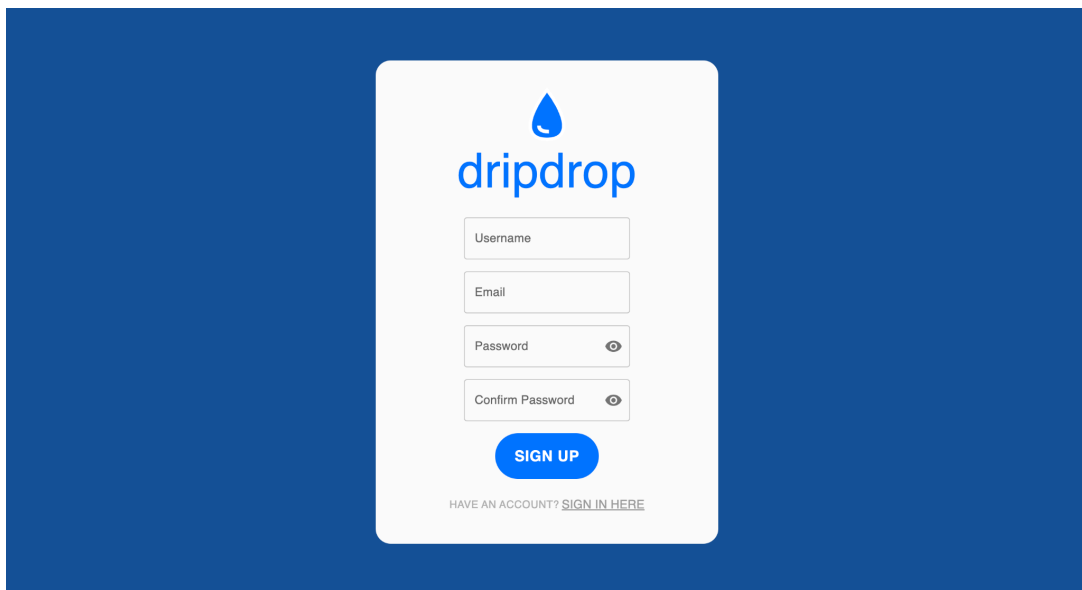 dripdrop
Username
Email
Password
Confirm Password
SIGN UP
HAVE AN ACCOUNT? SIGN IN HERE